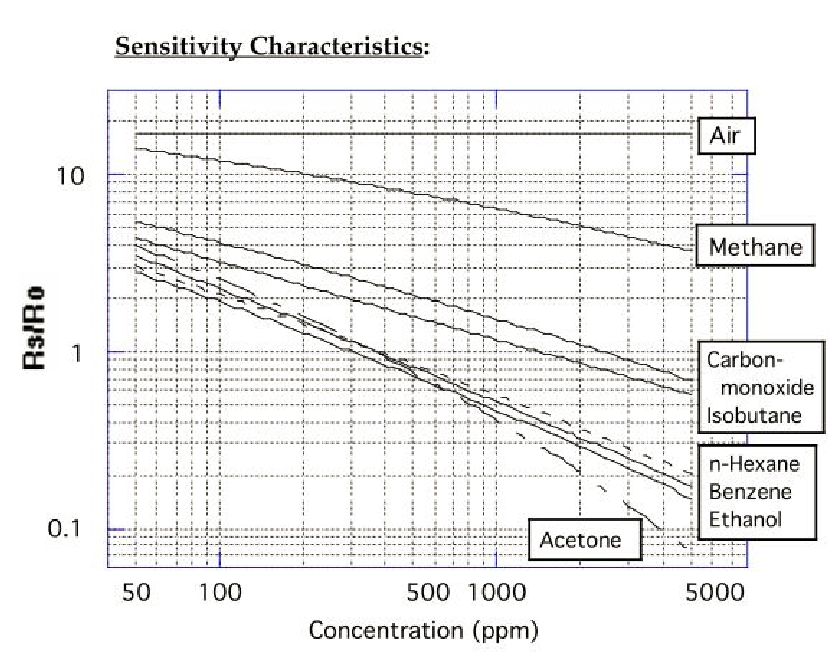 Sensitivity Characteristics:
Air
10
Methane
Rs/Ro
1
Carbon-
monoxide
Isobutane
n-Hexane
Benzene
Ethanol
0.1
Acetone
50 100 500 1000 5000
Concentration (ppm)